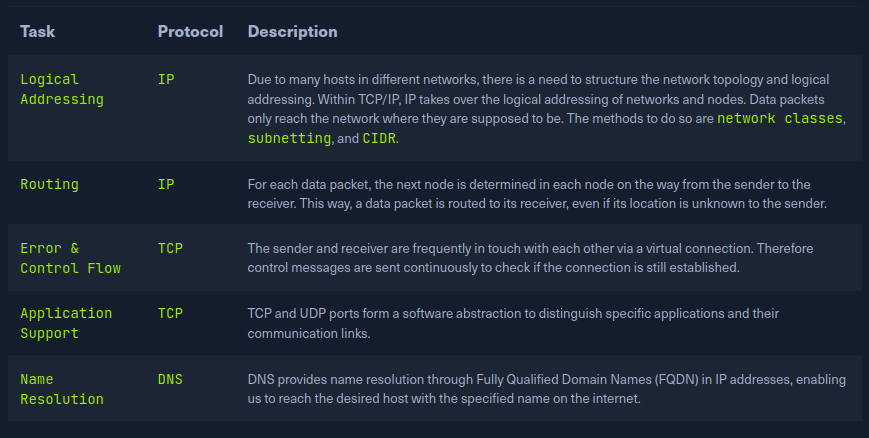 Task Protocol Description
Logical Addressing IP Due to many hosts in different networks, there is a need to structure the network topology and logical
addressing. Within TCP/IP, IP takes over the logical addressing of networks and nodes. Data packets
only reach the network where they are supposed to be. The methods to do so are network classes,
subnetting, and CIDR.
Routing IP For each data packet, the next node is determined in each node on the way from the sender to the
receiver. This way, a data packet is routed to its receiver, even if its location is unknown to the sender.
Error & Control Flow TCP The sender and receiver are frequently in touch with each other via a virtual connection. Therefore
control messages are sent continuously to check if the connection is still established.
Application Support TCP TCP and UDP ports form a software abstraction to distinguish specific applications and their
communication links.
Name Resolution DNS DNS provides name resolution through Fully Qualified Domain Names (FQDN) in IP addresses, enabling
us to reach the desired host with the specified name on the internet.